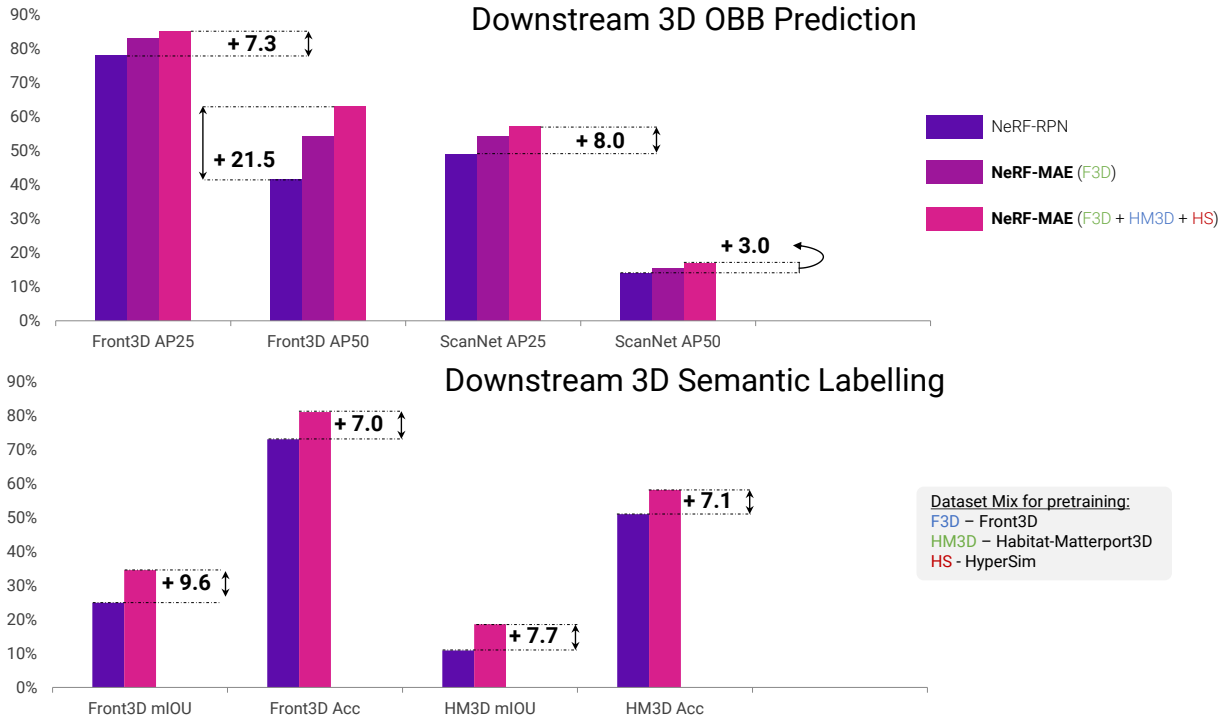 Downstream 3D OBB Prediction
90%
80%
70%
60%
50%
40%
30%
20%
10%
0%
+ 7.3
+ 21.5
+ 8.0
+ 3.0
Front3D AP25
Front3D AP50
ScanNet AP25
ScanNet AP50
NeRF-RPN
NeRF-MAE (F3D)
NeRF-MAE (F3D + HM3D + HS)
Downstream 3D Semantic Labelling
90%
80%
70%
60%
50%
40%
30%
20%
10%
0%
+ 9.6
+ 7.0
+ 7.7
+ 7.1
Front3D mIOU
Front3D Acc
HM3D mIOU
HM3D Acc
Dataset Mix for pretraining:
F3D – Front3D
HM3D – Habitat-Matterport3D
HS - HyperSim